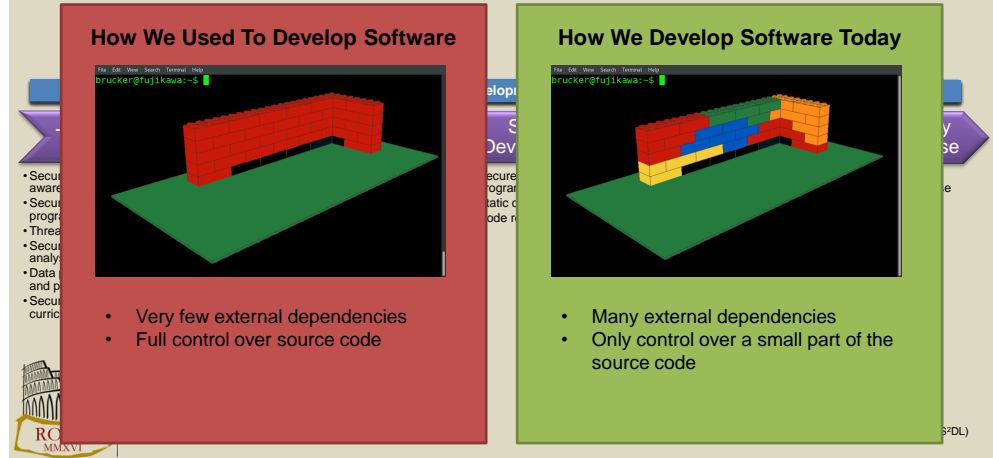 How We Used To Develop Software
File Edit View Search Terminal Help
brucker@fujikawa:~$
• Very few external dependencies
• Full control over source code
How We Develop Software Today
File Edit View Search Terminal Help
brucker@fujikawa:~$
• Many external dependencies
• Only control over a small part of the
source code
MMXVI
S²DL)